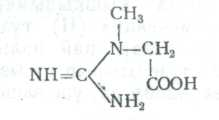 CH₃
N—CH₂
NH=C COOH
NH₂